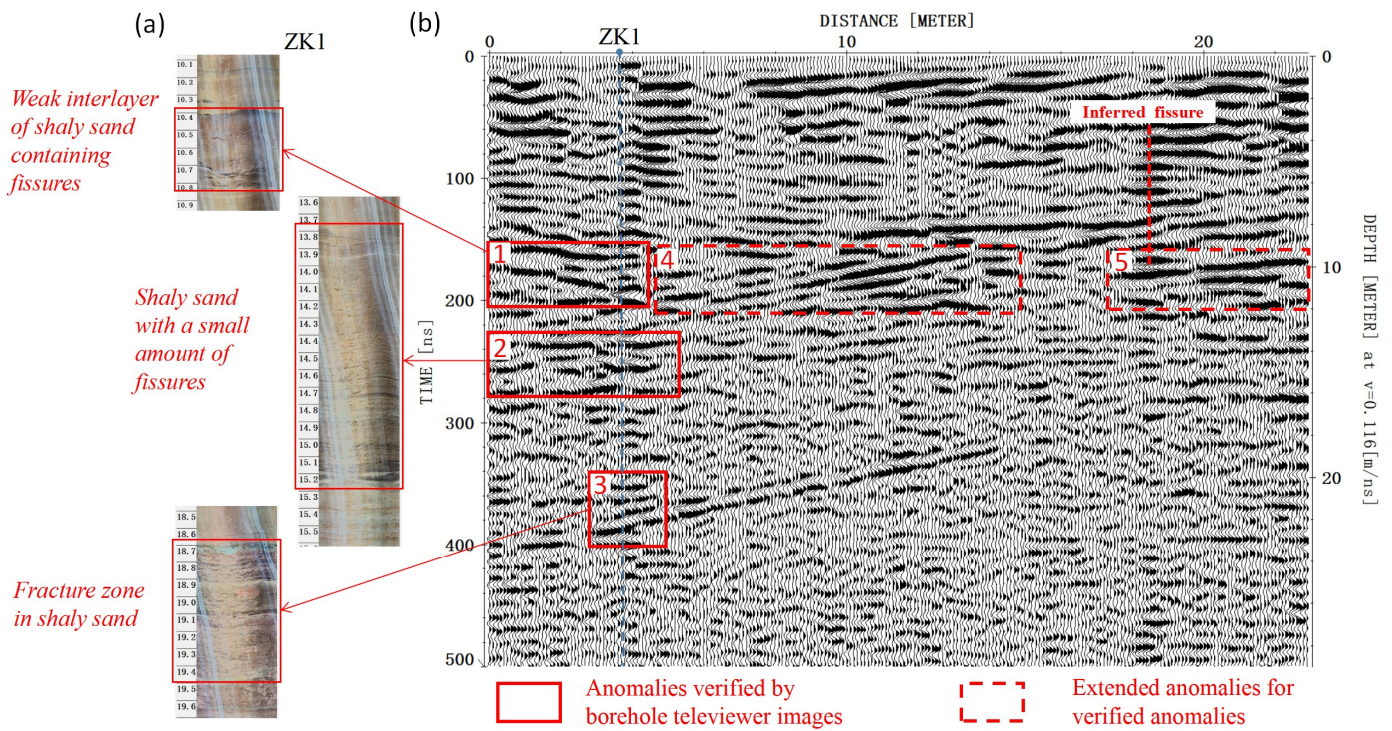 (a)
ZK1
10.1
10.2
10.3
10.4
10.5
10.6
10.7
10.8
10.9
Weak interlayer
of shaly sand
containing
fissures
13.6
13.7
13.8
13.9
14.0
14.1
14.2
14.3
14.4
14.5
14.6
14.7
14.8
14.9
15.0
15.1
15.2
15.3
15.4
15.5
Shaly sand
with a small
amount of
fissures
18.5
18.6
18.7
18.8
18.9
19.0
19.1
19.2
19.3
19.4
19.5
19.6
Fracture zone
in shaly sand
(b)
DISTANCE [METER]
0
ZK1
10
20
TIME [ns]
0
100
200
300
400
500
0
10
20
DEPTH [METER] at v=0.116[m/ns]
Inferred fissure
1
4
5
2
3
Anomalies verified by
borehole televiewer images
Extended anomalies for
verified anomalies